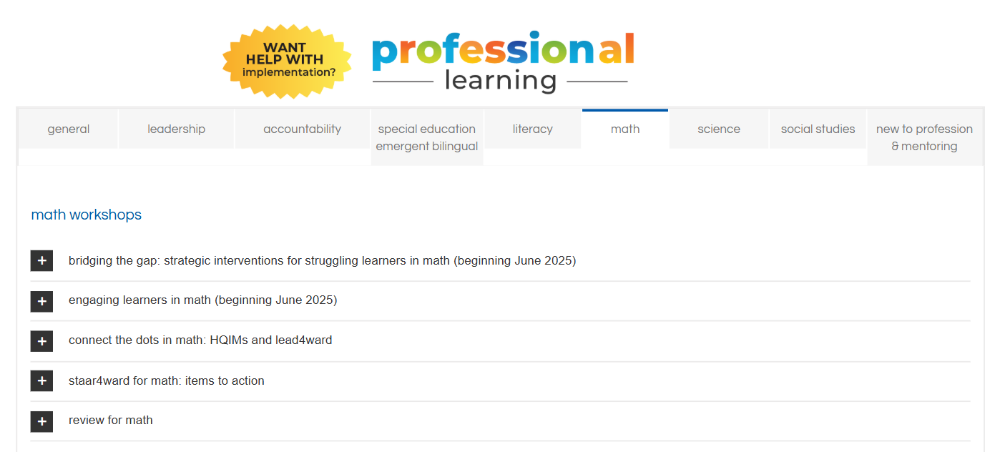 WANT
HELP WITH
implementation?
professional
learning
general
leadership
accountability
special education
emergent bilingual
literacy
math
science
social studies
new to profession
& mentoring
math workshops
+ bridging the gap: strategic interventions for struggling learners in math (beginning June 2025)
+ engaging learners in math (beginning June 2025)
+ connect the dots in math: HQIMs and lead4ward
+ staar4ward for math: items to action
+ review for math